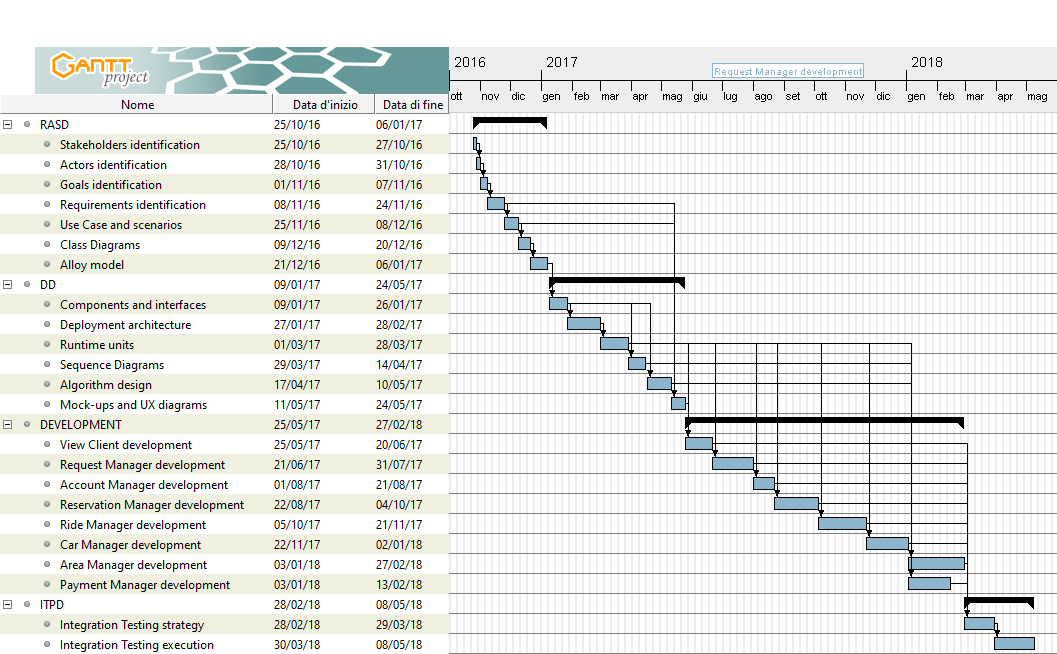 GANTT
project
2016 2017 2018
Request Manager development
Nome Data d'inizio Data di fine
ott nov dic gen feb mar apr mag giu lug ago set ott nov dic gen feb mar apr mag
RASD 25/10/16 06/01/17
Stakeholders identification 25/10/16 27/10/16
Actors identification 28/10/16 31/10/16
Goals identification 01/11/16 07/11/16
Requirements identification 08/11/16 24/11/16
Use Case and scenarios 25/11/16 08/12/16
Class Diagrams 09/12/16 20/12/16
Alloy model 21/12/16 06/01/17
DD 09/01/17 24/05/17
Components and interfaces 09/01/17 26/01/17
Deployment architecture 27/01/17 28/02/17
Runtime units 01/03/17 28/03/17
Sequence Diagrams 29/03/17 14/04/17
Algorithm design 17/04/17 10/05/17
Mock-ups and UX diagrams 11/05/17 24/05/17
DEVELOPMENT 25/05/17 27/02/18
View Client development 25/05/17 20/06/17
Request Manager development 21/06/17 31/07/17
Account Manager development 01/08/17 21/08/17
Reservation Manager development 22/08/17 04/10/17
Ride Manager development 05/10/17 21/11/17
Car Manager development 22/11/17 02/01/18
Area Manager development 03/01/18 27/02/18
Payment Manager development 03/01/18 13/02/18
ITPD 28/02/18 08/05/18
Integration Testing strategy 28/02/18 29/03/18
Integration Testing execution 30/03/18 08/05/18